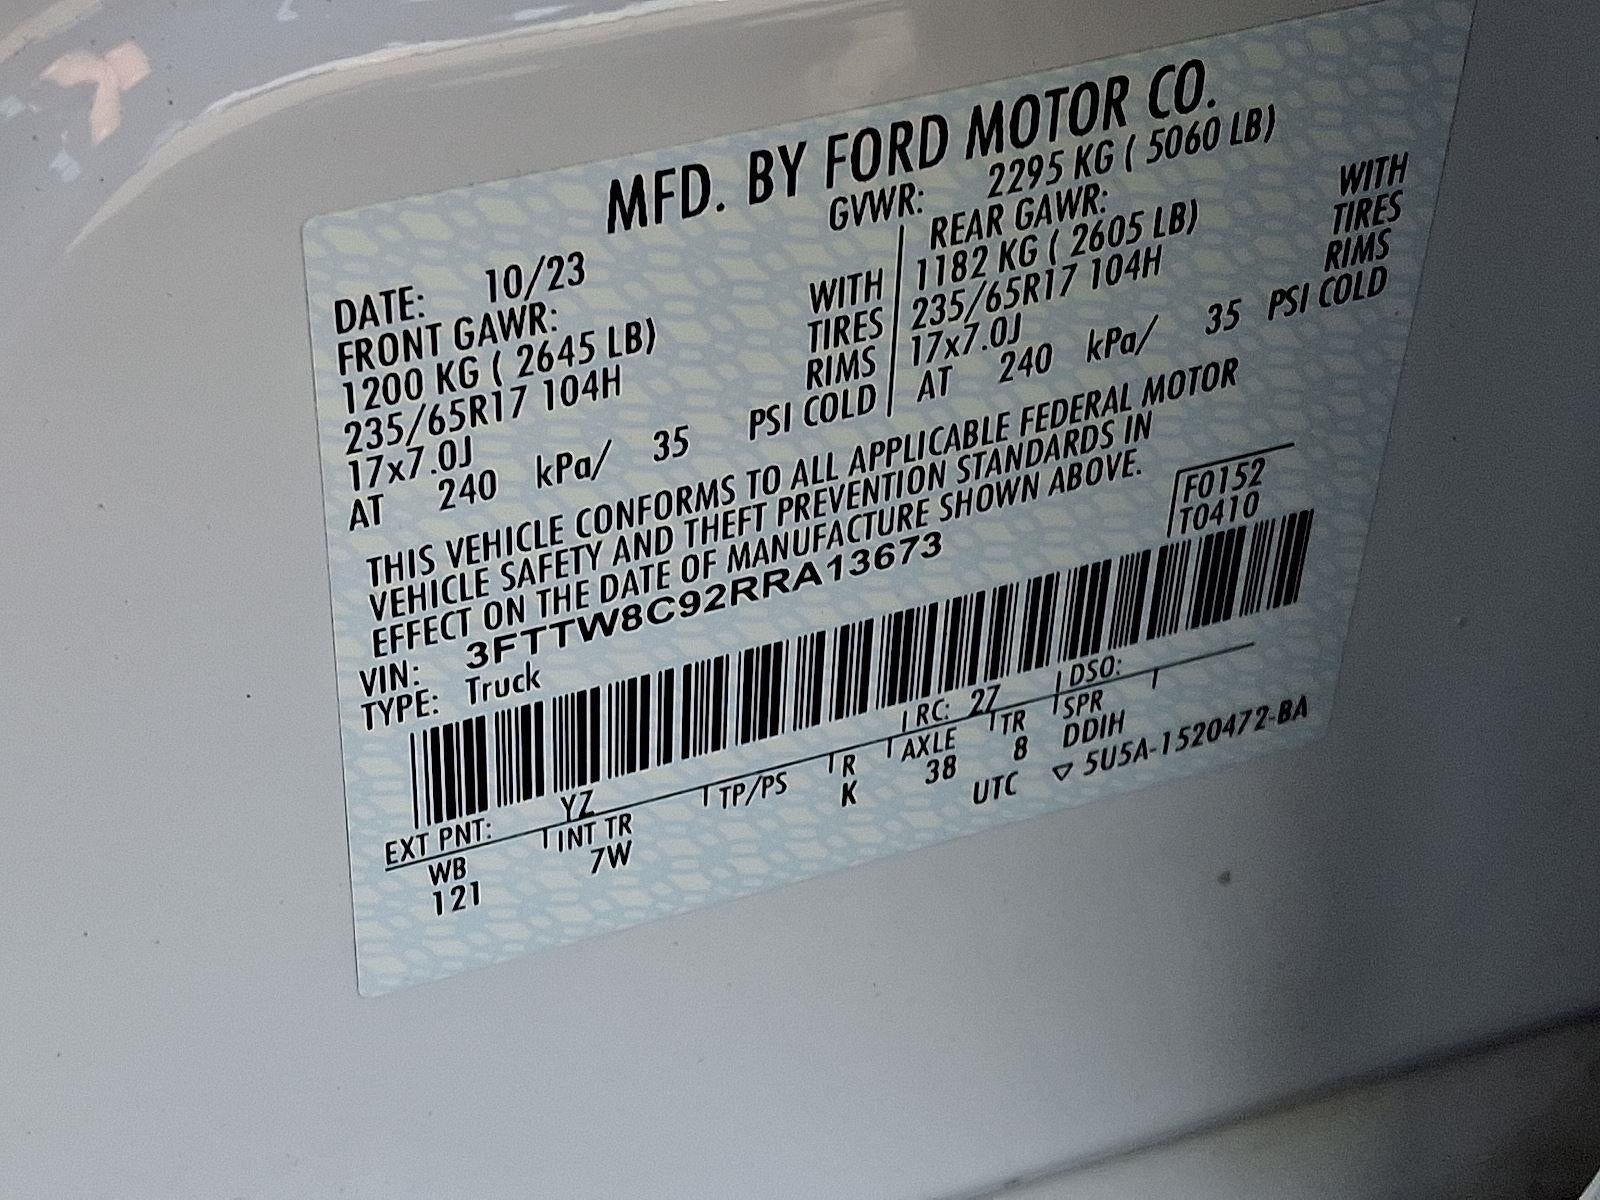 MFD. BY FORD MOTOR CO.
DATE: 10/23 GVWR: 2295 KG ( 5060 LB)
FRONT GAWR: REAR GAWR:
1200 KG ( 2645 LB) WITH 1182 KG ( 2605 LB) WITH
235/65R17 104H TIRES 235/65R17 104H TIRES
17x7.0J RIMS 17x7.0J RIMS
AT 240 kPa/ 35 PSI COLD AT 240 kPa/ 35 PSI COLD
THIS VEHICLE CONFORMS TO ALL APPLICABLE FEDERAL MOTOR
VEHICLE SAFETY AND THEFT PREVENTION STANDARDS IN
EFFECT ON THE DATE OF MANUFACTURE SHOWN ABOVE.
VIN: 3FTTW8C92RRA13673 F0152
TYPE: Truck T0410
EXT PNT: YZ RC: 27 DSO:
WB INT TR TP/PS R AXLE TR SPR
121 7W K 38 8 DDIH
UTC ▽ 5U5A-1520472-BA